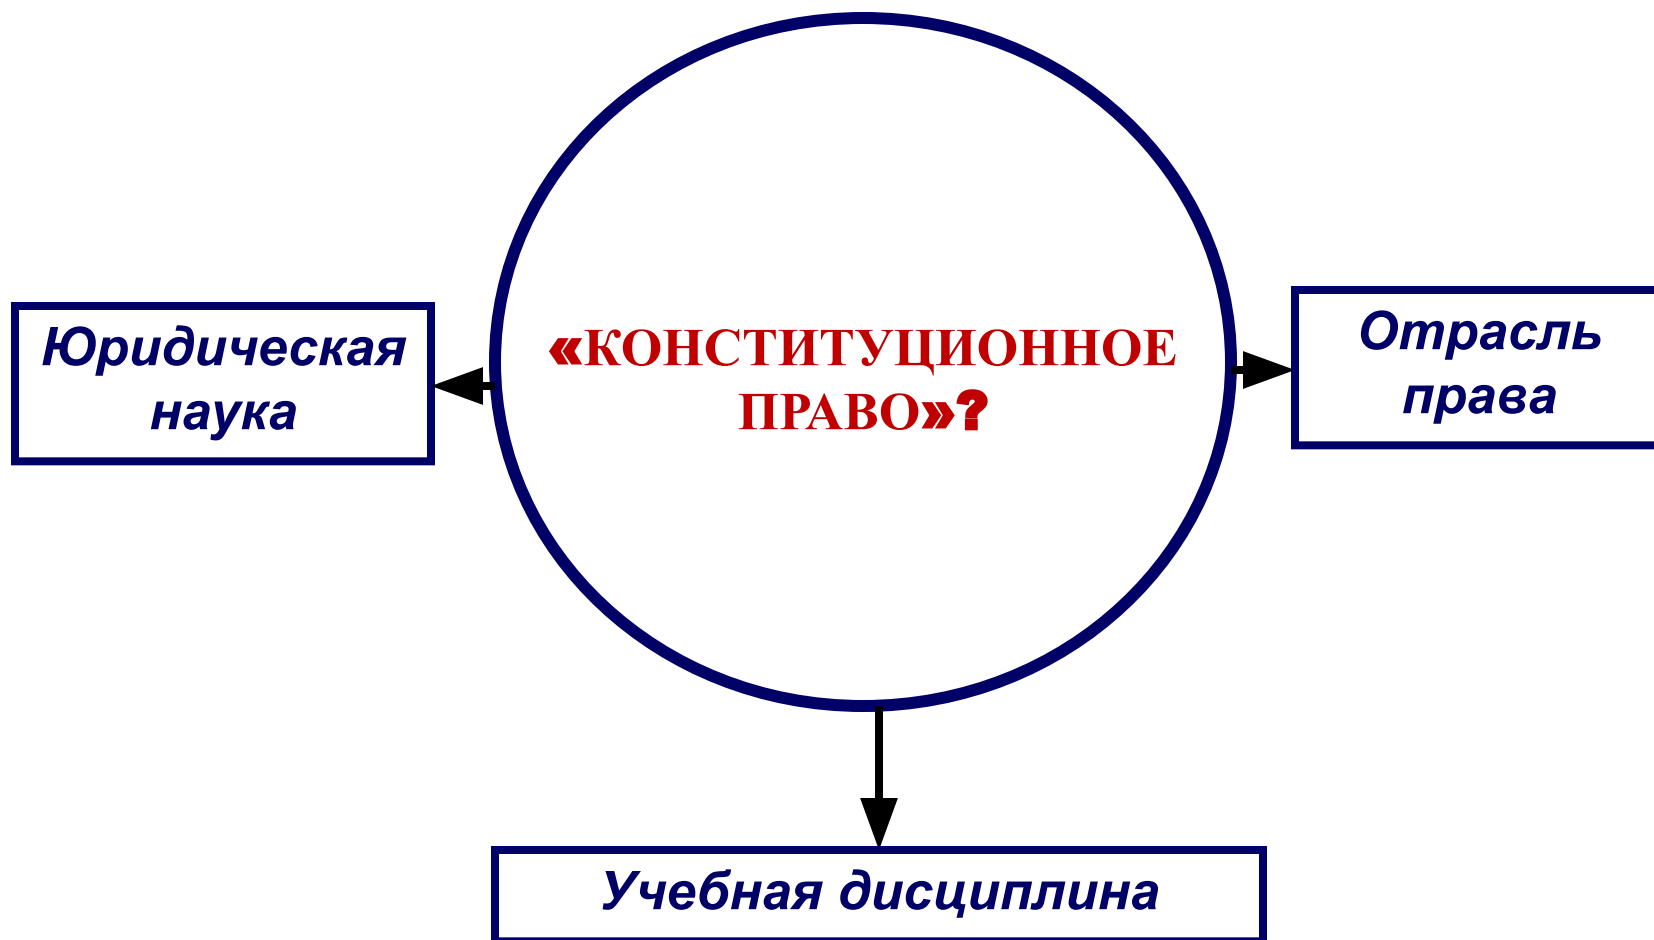 «КОНСТИТУЦИОННОЕ
ПРАВО»?
Юридическая
наука
Отрасль
права
Учебная дисциплина